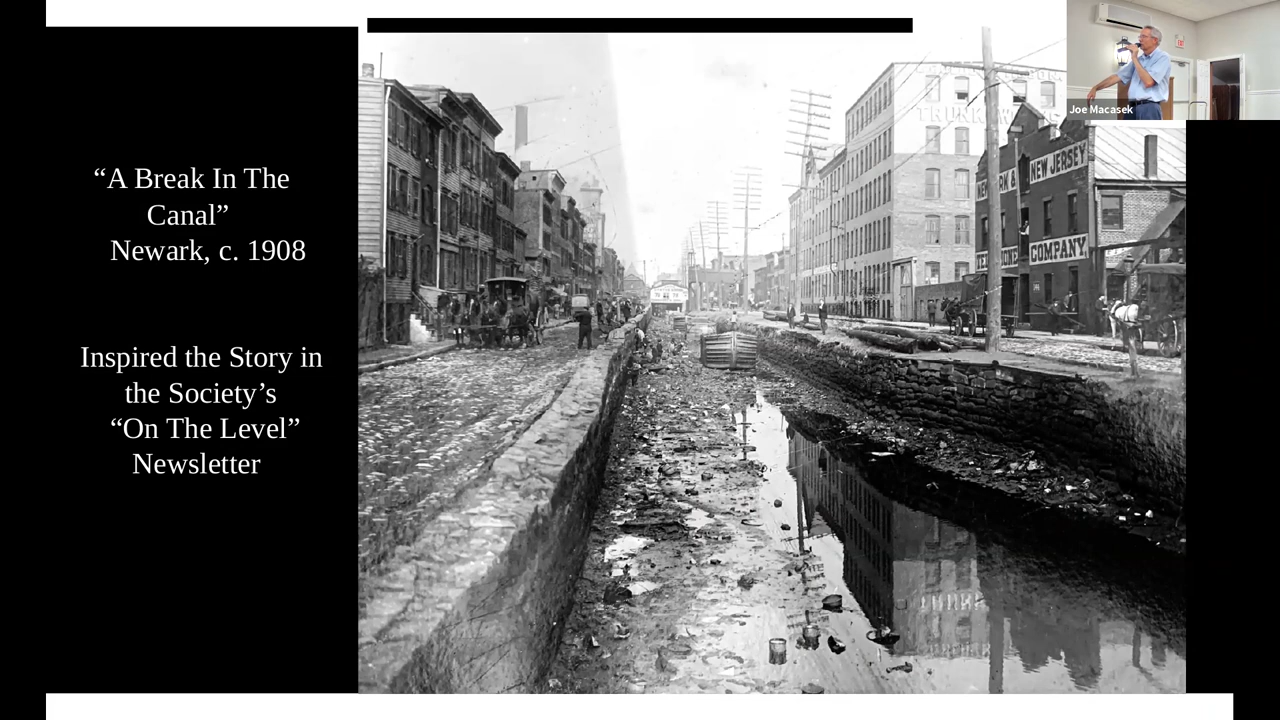 “A Break In The
Canal”
Newark, c. 1908
Inspired the Story in
the Society’s
“On The Level”
Newsletter
Joe Macasek
TRUNK
NEW JERSEY
COMPANY